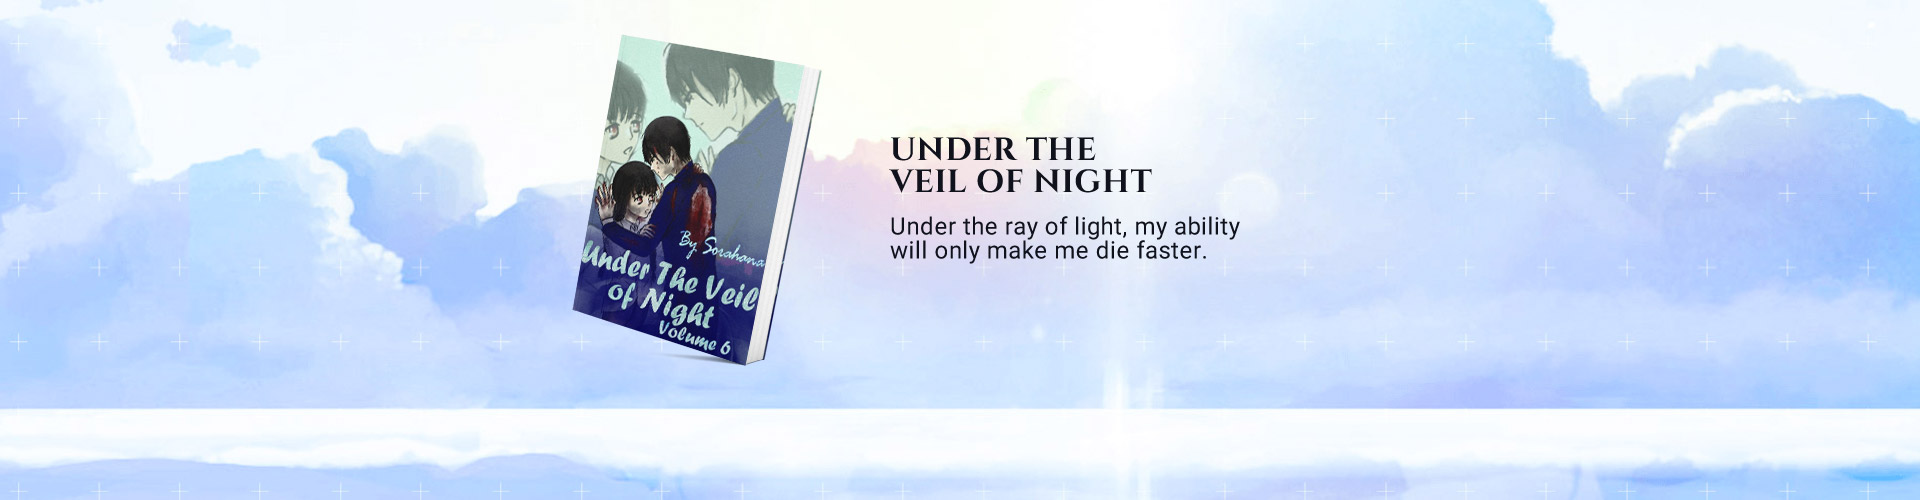 By Sorahana
Under The Veil
of Night
Volume 6
UNDER THE
VEIL OF NIGHT
Under the ray of light, my ability
will only make me die faster.